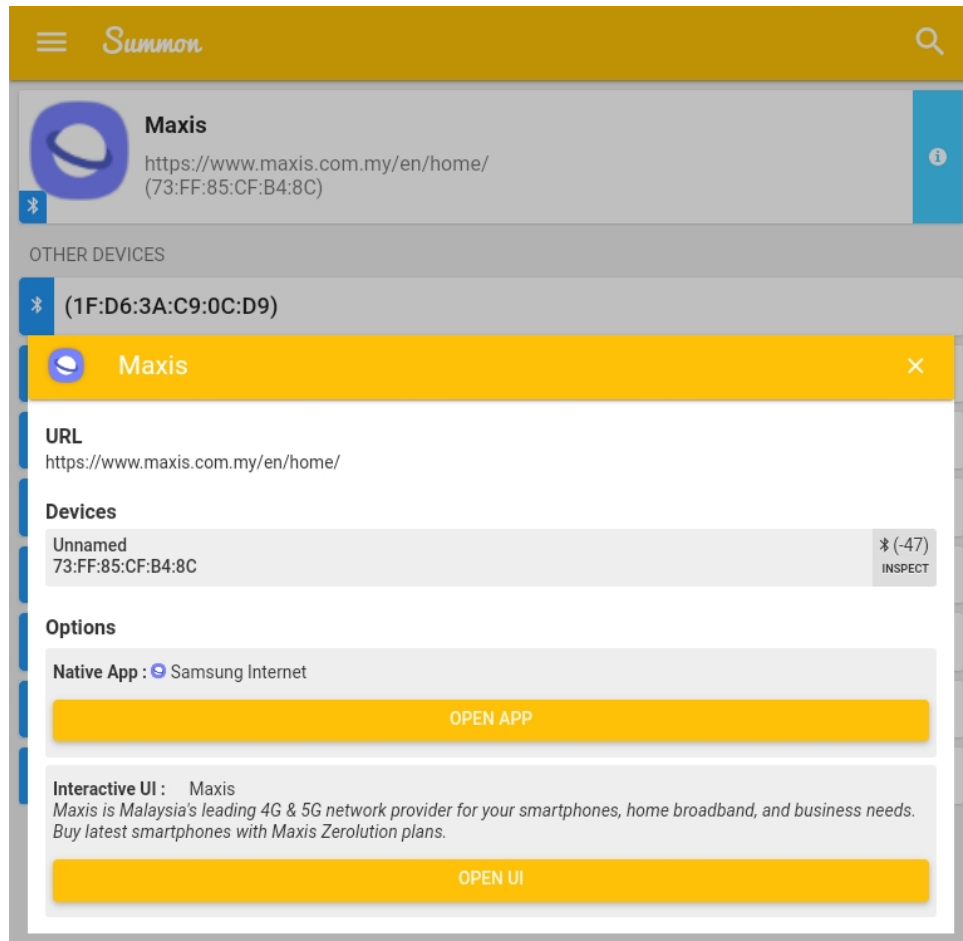 Summon
Maxis
https://www.maxis.com.my/en/home/
(73:FF:85:CF:B4:8C)
OTHER DEVICES
(1F:D6:3A:C9:0C:D9)
Maxis
URL
https://www.maxis.com.my/en/home/
Devices
Unnamed
73:FF:85:CF:B4:8C
(-47)
INSPECT
Options
Native App : Samsung Internet
OPEN APP
Interactive UI : Maxis
Maxis is Malaysia's leading 4G & 5G network provider for your smartphones, home broadband, and business needs.
Buy latest smartphones with Maxis Zerolution plans.
OPEN UI